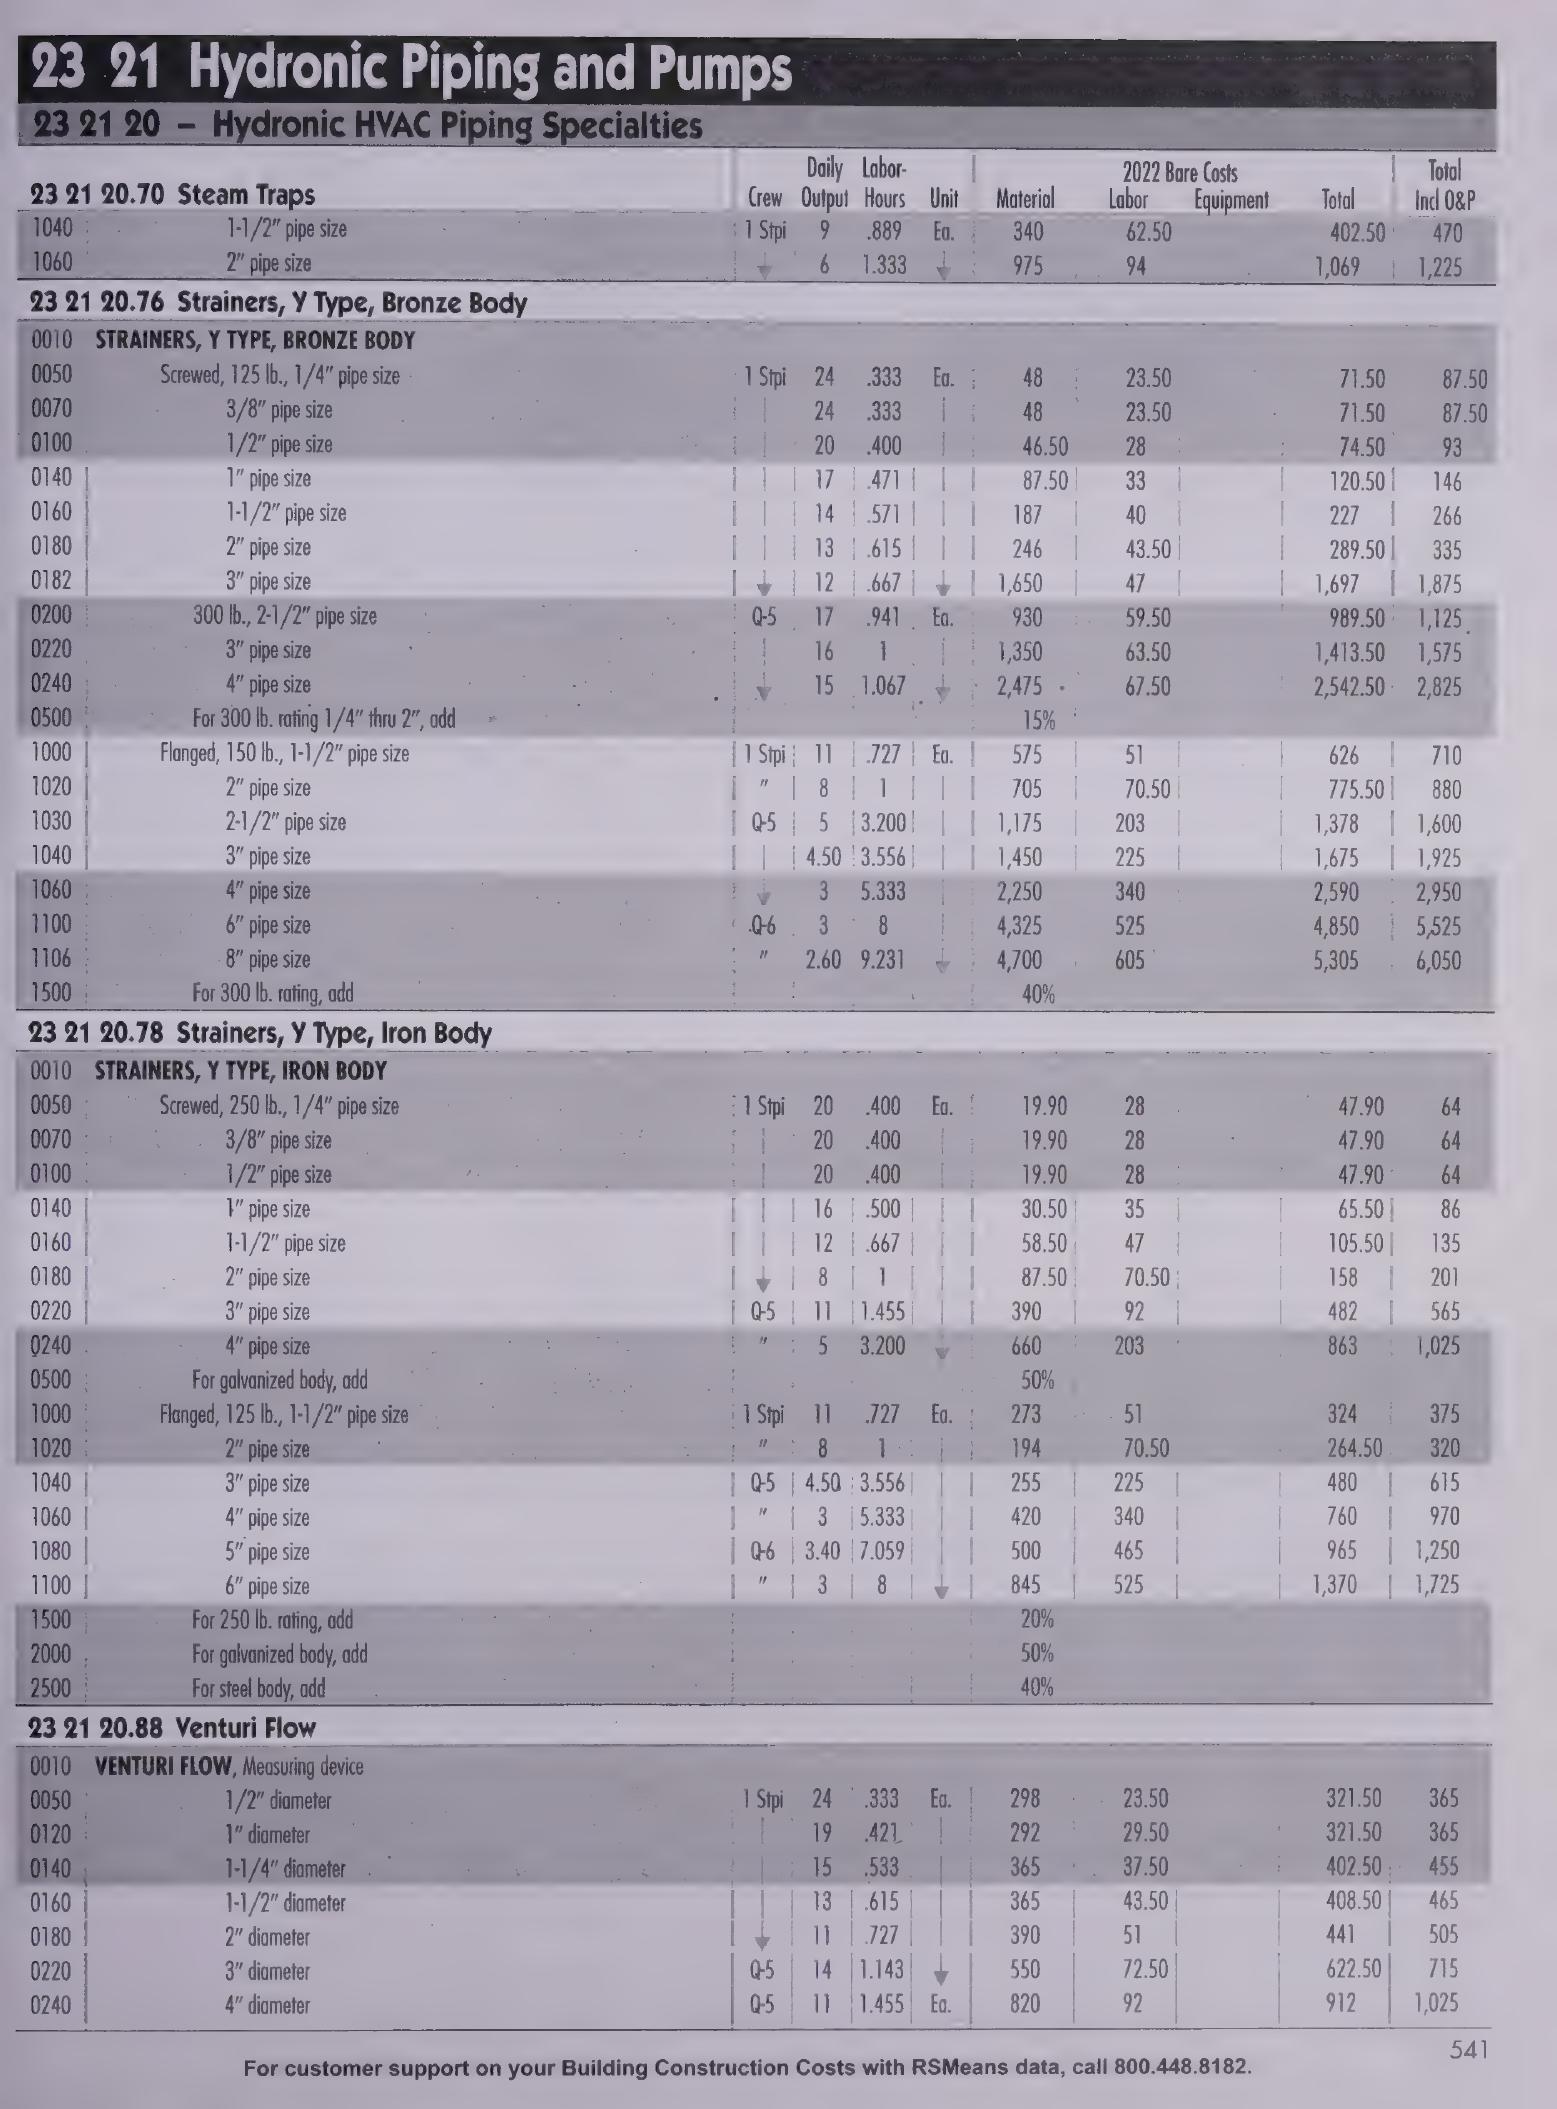 23 21 Hydronic Piping and Pumps
23 21 20 – Hydronic HVAC Piping Specialties
Daily Labor- 2022 Bare Costs Total
23 21 20.70 Steam Traps Crew Output Hours Unit Material Labor Equipment Total Incl O&P
1040 1-1/2" pipe size 1 Stpi 9 .889 Ea. 340 62.50 402.50 470
1060 2" pipe size 6 1.333 975 94 1,069 1,225
23 21 20.76 Strainers, Y Type, Bronze Body
0010 STRAINERS, Y TYPE, BRONZE BODY
0050 Screwed, 125 lb., 1/4" pipe size 1 Stpi 24 .333 Ea. 48 23.50 71.50 87.50
0070 3/8" pipe size 24 .333 48 23.50 71.50 87.50
0100 1/2" pipe size 20 .400 46.50 28 74.50 93
0140 1" pipe size 17 .471 87.50 33 120.50 146
0160 1-1/2" pipe size 14 .571 187 40 227 266
0180 2" pipe size 13 .615 246 43.50 289.50 335
0182 3" pipe size 12 .667 1,650 47 1,697 1,875
0200 300 lb., 2-1/2" pipe size Q-5 17 .941 Ea. 930 59.50 989.50 1,125
0220 3" pipe size 16 1 1,350 63.50 1,413.50 1,575
0240 4" pipe size 15 1.067 2,475 67.50 2,542.50 2,825
0500 For 300 lb. rating 1/4" thru 2", add 15%
1000 Flanged, 150 lb., 1-1/2" pipe size 1 Stpi 11 .727 Ea. 575 51 626 710
1020 2" pipe size " 8 1 705 70.50 775.50 880
1030 2-1/2" pipe size Q-5 5 3.200 1,175 203 1,378 1,600
1040 3" pipe size 4.50 3.556 1,450 225 1,675 1,925
1060 4" pipe size 3 5.333 2,250 340 2,590 2,950
1100 6" pipe size Q-6 3 8 4,325 525 4,850 5,525
1106 8" pipe size " 2.60 9.231 4,700 605 5,305 6,050
1500 For 300 lb. rating, add 40%
23 21 20.78 Strainers, Y Type, Iron Body
0010 STRAINERS, Y TYPE, IRON BODY
0050 Screwed, 250 lb., 1/4" pipe size 1 Stpi 20 .400 Ea. 19.90 28 47.90 64
0070 3/8" pipe size 20 .400 19.90 28 47.90 64
0100 1/2" pipe size 20 .400 19.90 28 47.90 64
0140 1" pipe size 16 .500 30.50 35 65.50 86
0160 1-1/2" pipe size 12 .667 58.50 47 105.50 135
0180 2" pipe size 8 1 87.50 70.50 158 201
0220 3" pipe size Q-5 11 1.455 390 92 482 565
0240 4" pipe size " 5 3.200 660 203 863 1,025
0500 For galvanized body, add 50%
1000 Flanged, 125 lb., 1-1/2" pipe size 1 Stpi 11 .727 Ea. 273 51 324 375
1020 2" pipe size " 8 1 194 70.50 264.50 320
1040 3" pipe size Q-5 4.50 3.556 255 225 480 615
1060 4" pipe size " 3 5.333 420 340 760 970
1080 5" pipe size Q-6 3.40 7.059 500 465 965 1,250
1100 6" pipe size " 3 8 845 525 1,370 1,725
1500 For 250 lb. rating, add 20%
2000 For galvanized body, add 50%
2500 For steel body, add 40%
23 21 20.88 Venturi Flow
0010 VENTURI FLOW, Measuring device
0050 1/2" diameter 1 Stpi 24 .333 Ea. 298 23.50 321.50 365
0120 1" diameter 19 .421 292 29.50 321.50 365
0140 1-1/4" diameter 15 .533 365 37.50 402.50 455
0160 1-1/2" diameter 13 .615 365 43.50 408.50 465
0180 2" diameter 11 .727 390 51 441 505
0220 3" diameter Q-5 14 1.143 550 72.50 622.50 715
0240 4" diameter Q-5 11 1.455 Ea. 820 92 912 1,025
541
For customer support on your Building Construction Costs with RSMeans data, call 800.448.8182.